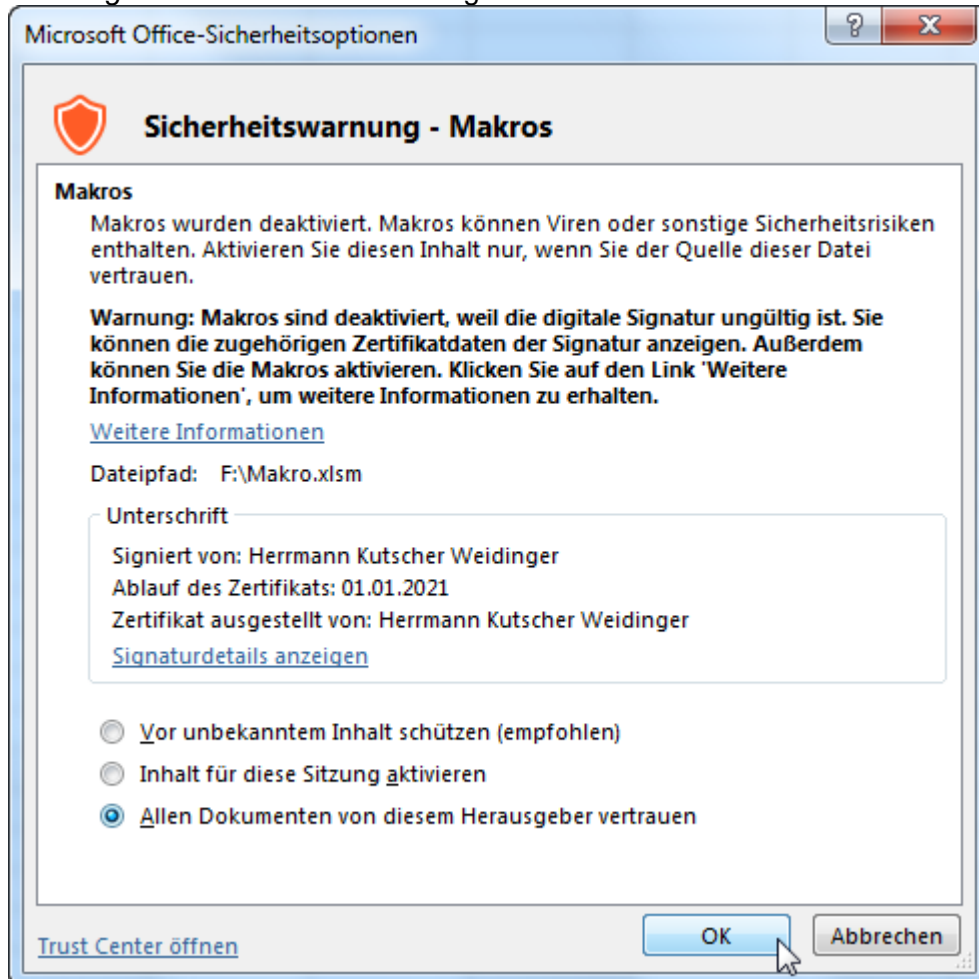 Microsoft Office-Sicherheitsoptionen
Sicherheitswarnung - Makros
Makros
Makros wurden deaktiviert. Makros können Viren oder sonstige Sicherheitsrisiken
enthalten. Aktivieren Sie diesen Inhalt nur, wenn Sie der Quelle dieser Datei
vertrauen.
Warnung: Makros sind deaktiviert, weil die digitale Signatur ungültig ist. Sie
können die zugehörigen Zertifikatdaten der Signatur anzeigen. Außerdem
können Sie die Makros aktivieren. Klicken Sie auf den Link 'Weitere
Informationen', um weitere Informationen zu erhalten.
Weitere Informationen
Dateipfad: F:\Makro.xlsm
Unterschrift
Signiert von: Herrmann Kutscher Weidinger
Ablauf des Zertifikats: 01.01.2021
Zertifikat ausgestellt von: Herrmann Kutscher Weidinger
Signaturdetails anzeigen
Vor unbekanntem Inhalt schützen (empfohlen)
Inhalt für diese Sitzung aktivieren
Allen Dokumenten von diesem Herausgeber vertrauen
Trust Center öffnen
OK
Abbrechen